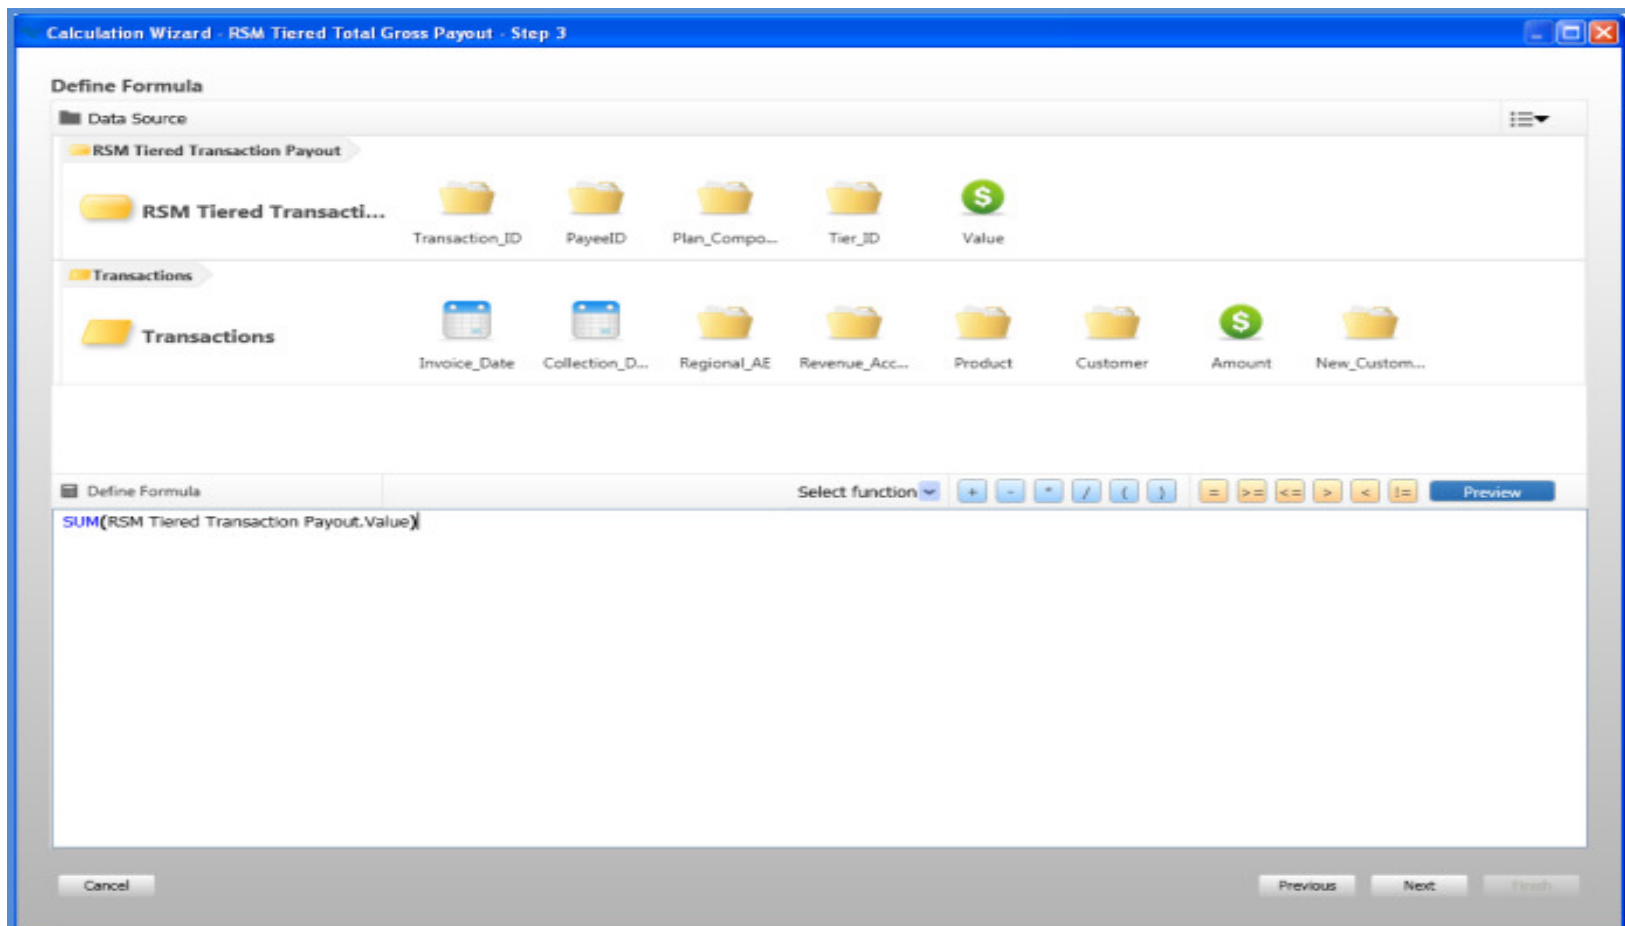 Calculation Wizard - RSM Tiered Total Gross Payout - Step 3
Define Formula
Data Source
RSM Tiered Transaction Payout
RSM Tiered Transacti...
Transaction_ID PayeeID Plan_Compo... Tier_ID Value
Transactions
Transactions
Invoice_Date Collection_D... Regional_AE Revenue_Acc... Product Customer Amount New_Custom...
Define Formula Select function + - * / ( ) = >= <= > < != Preview
SUM(RSM Tiered Transaction Payout.Value)
Cancel Previous Next Finish